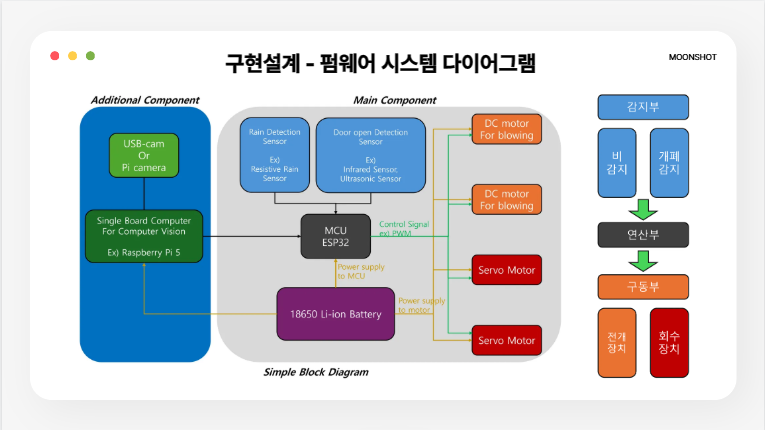 구현설계 - 펌웨어 시스템 다이어그램
MOONSHOT
Additional Component
Main Component
USB-cam
Or
Pi camera
Single Board Computer
For Computer Vision
Ex) Raspberry Pi 5
Rain Detection
Sensor
Ex)
Resistive Rain
Sensor
Door open Detection
Sensor
Ex)
Infrared Sensor,
Ultrasonic Sensor
MCU
ESP32
Control Signal
ex) PWM
Power supply
to MCU
18650 Li-ion Battery
Power supply
to motor
DC motor
For blowing
DC motor
For blowing
Servo Motor
Servo Motor
Simple Block Diagram
감지부
비
감지
개폐
감지
연산부
구동부
전개
장치
회수
장치